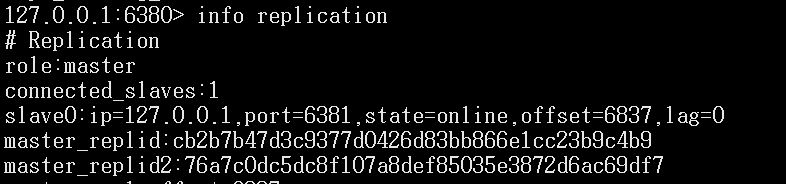 127.0.0.1:6380> info replication
# Replication
role:master
connected_slaves:1
slave0:ip=127.0.0.1,port=6381,state=online,offset=6837,lag=0
master_replid:cb2b7b47d3c9377d0426d83bb866e1cc23b9c4b9
master_replid2:76a7c0dc5dc8f107a8def85035e3872d6ac69df7